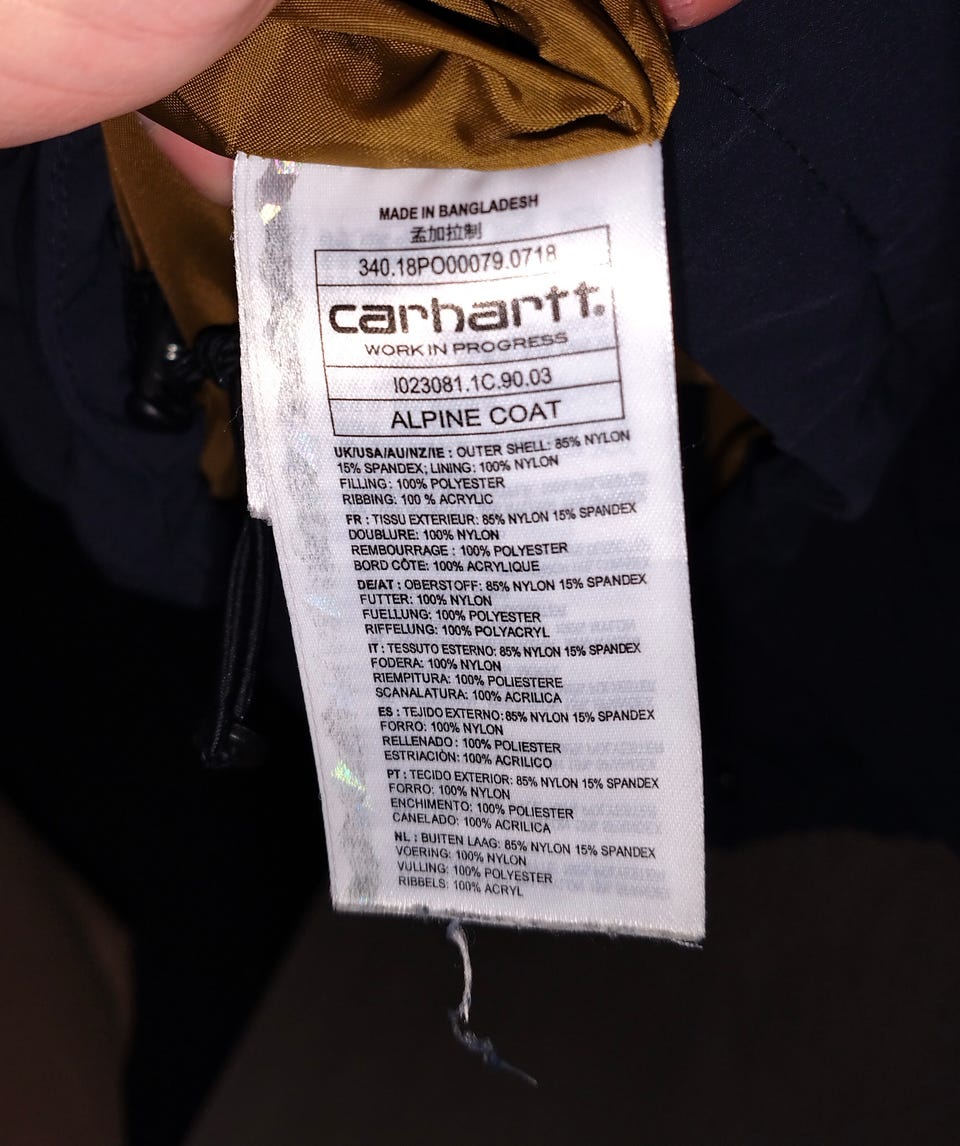 MADE IN BANGLADESH
孟加拉制
340.18PO00079.0718
carhartt.
WORK IN PROGRESS
I023081.1C.90.03
ALPINE COAT
UK/USA/AU/NZ/IE : OUTER SHELL: 85% NYLON
15% SPANDEX; LINING: 100% NYLON
FILLING: 100% POLYESTER
RIBBING: 100 % ACRYLIC
FR : TISSU EXTERIEUR: 85% NYLON 15% SPANDEX
DOUBLURE: 100% NYLON
REMBOURRAGE : 100% POLYESTER
BORD CÔTE: 100% ACRYLIQUE
DE/AT : OBERSTOFF: 85% NYLON 15% SPANDEX
FUTTER: 100% NYLON
FUELLUNG: 100% POLYESTER
RIFFELUNG: 100% POLYACRYL
IT : TESSUTO ESTERNO: 85% NYLON 15% SPANDEX
FODERA: 100% NYLON
RIEMPITURA: 100% POLIESTERE
SCANALATURA: 100% ACRILICA
ES : TEJIDO EXTERNO: 85% NYLON 15% SPANDEX
FORRO: 100% NYLON
RELLENADO : 100% POLIESTER
ESTRIACIÓN: 100% ACRILICO
PT : TECIDO EXTERIOR: 85% NYLON 15% SPANDEX
FORRO: 100% NYLON
ENCHIMENTO: 100% POLIESTER
CANELADO: 100% ACRILICA
NL : BUITEN LAAG: 85% NYLON 15% SPANDEX
VOERING: 100% NYLON
VULLING: 100% POLYESTER
RIBBELS: 100% ACRYL